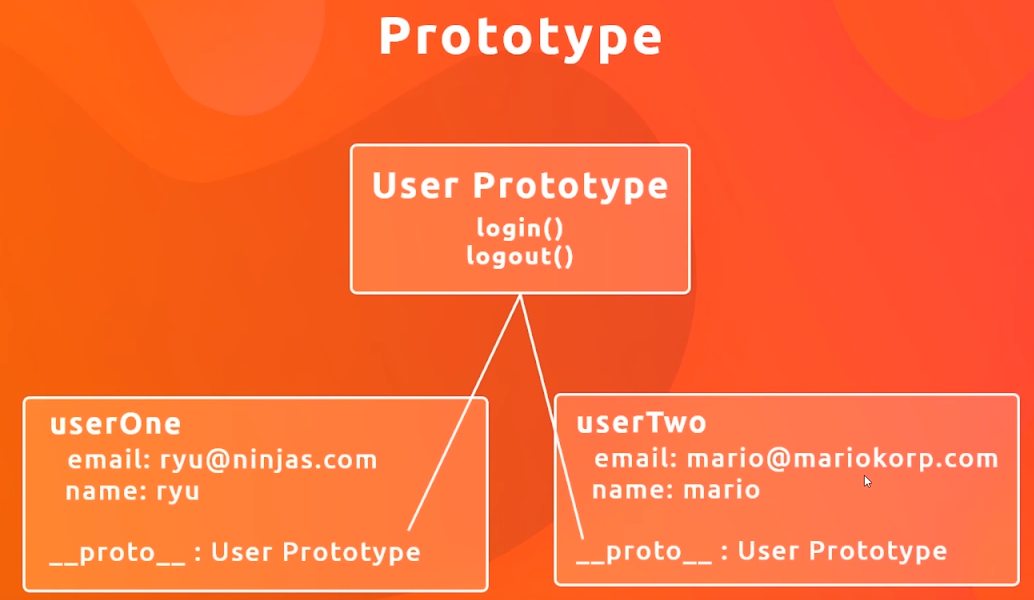 Prototype
User Prototype
login()
logout()
userOne
email: ryu@ninjas.com
name: ryu
__proto__ : User Prototype
userTwo
email: mario@mariokorp.com
name: mario
__proto__ : User Prototype